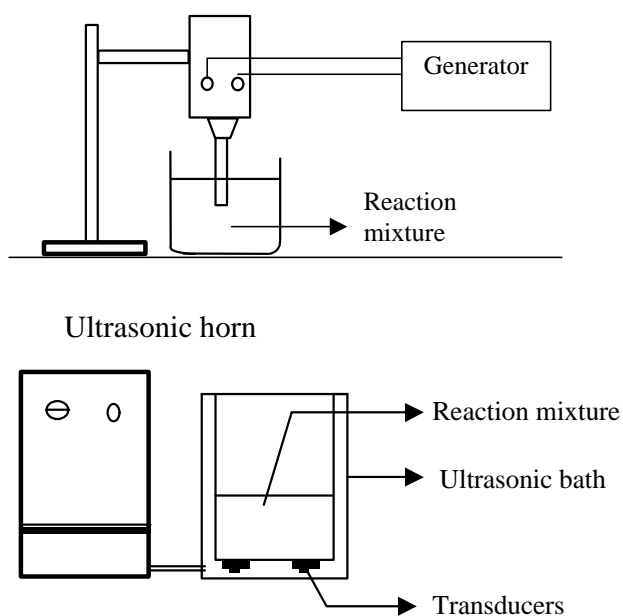 Generator
Reaction
mixture
Ultrasonic horn
Reaction mixture
Ultrasonic bath
Transducers